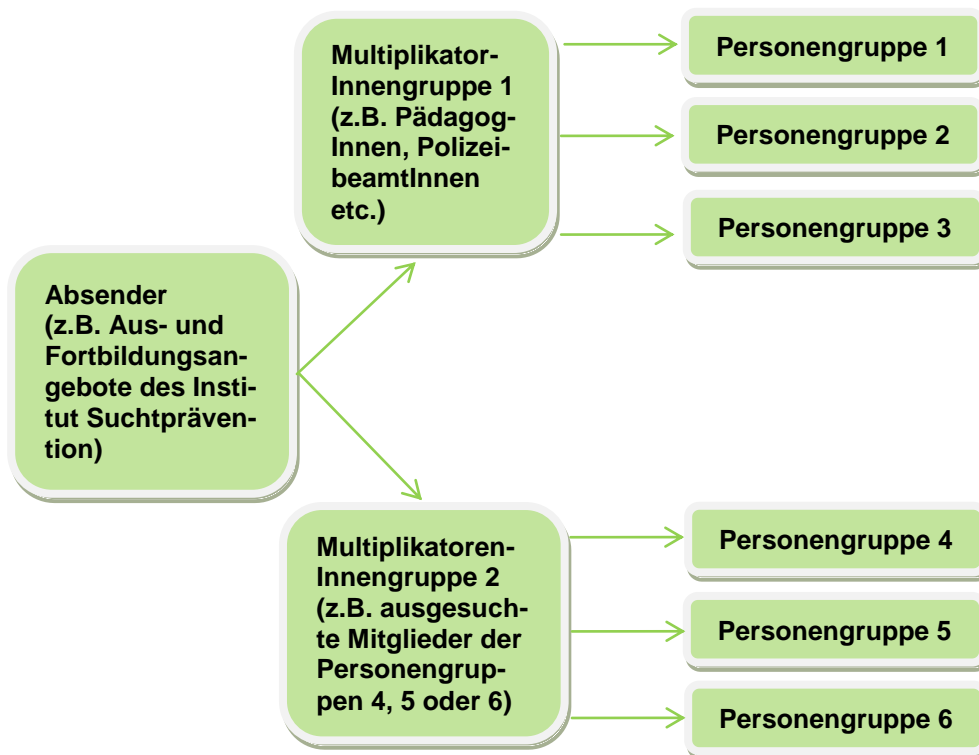 Multiplikator-
Innengruppe 1
(z.B. Pädagog-
Innen, Polizei-
beamtInnen
etc.)
Personengruppe 1
Personengruppe 2
Personengruppe 3
Absender
(z.B. Aus- und
Fortbildungsan-
gebote des Insti-
tut Suchtpräven-
tion)
Multiplikatoren-
Innengruppe 2
(z.B. ausgesuch-
te Mitglieder der
Personengrup-
pen 4, 5 oder 6)
Personengruppe 4
Personengruppe 5
Personengruppe 6